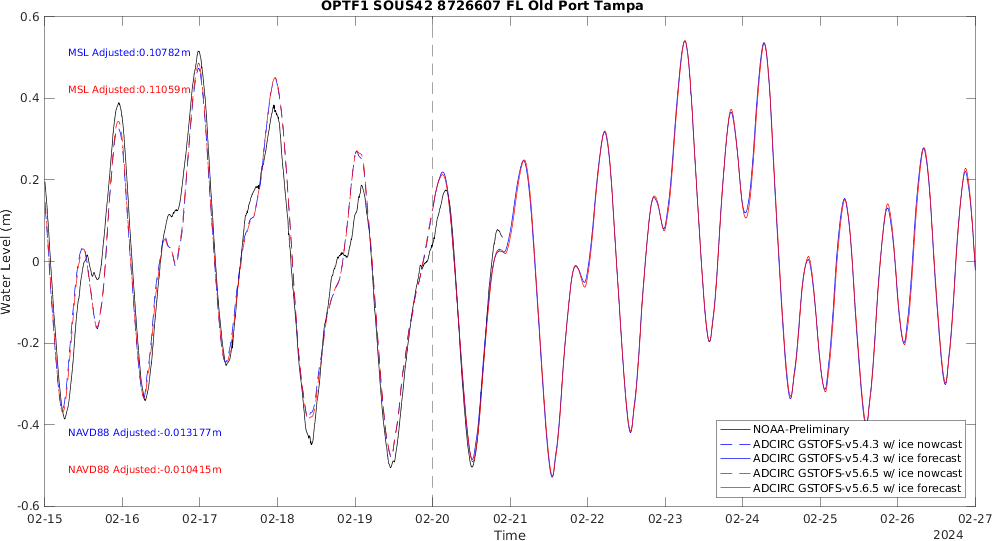 OPTF1 SOUS42 8726607 FL Old Port Tampa
0.6
MSL Adjusted:0.10782m
MSL Adjusted:0.11059m
0.4
0.2
0
-0.2
-0.4
-0.6
Water Level (m)
NAVD88 Adjusted:-0.013177m
NAVD88 Adjusted:-0.010415m
NOAA-Preliminary
ADCIRC GSTOFS-v5.4.3 w/ ice nowcast
ADCIRC GSTOFS-v5.4.3 w/ ice forecast
ADCIRC GSTOFS-v5.6.5 w/ ice nowcast
ADCIRC GSTOFS-v5.6.5 w/ ice forecast
02-15 02-16 02-17 02-18 02-19 02-20 02-21 02-22 02-23 02-24 02-25 02-26 02-27
Time
2024